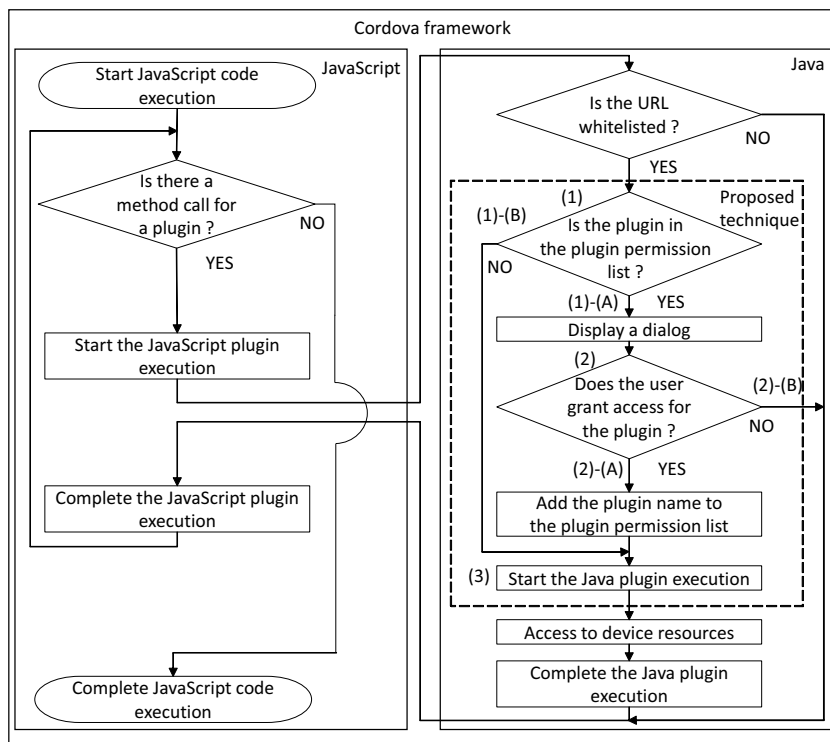 Cordova framework
JavaScript
Start JavaScript code
execution
Is there a
method call for
a plugin ?
NO
YES
Start the JavaScript plugin
execution
Complete the JavaScript plugin
execution
Complete JavaScript code
execution
Java
Is the URL
whitelisted ?
NO
YES
Proposed
technique
(1)
(1)-(B)
Is the plugin in
the plugin permission
list ?
NO
(1)-(A)
YES
Display a dialog
(2)
Does the user
grant access for
the plugin ?
(2)-(B)
NO
(2)-(A)
YES
Add the plugin name to
the plugin permission list
(3)
Start the Java plugin execution
Access to device resources
Complete the Java plugin
execution